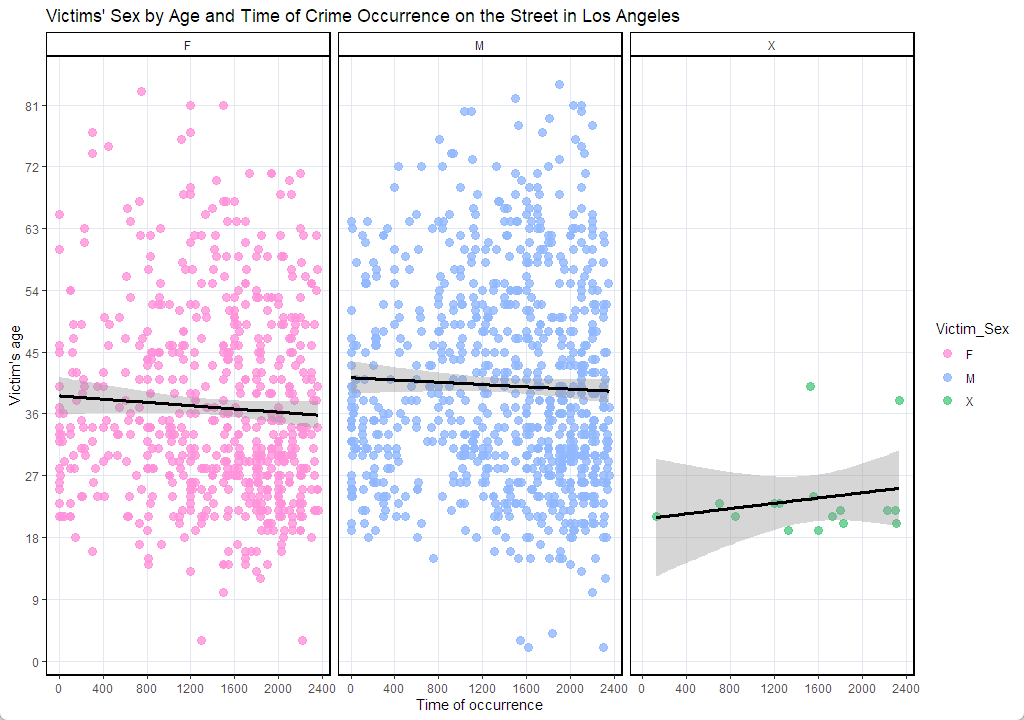 Victims' Sex by Age and Time of Crime Occurrence on the Street in Los Angeles
F M X
81
72
63
54
45
36
27
18
9
0
Victim's age
0 400 800 1200 1600 2000 2400 0 400 800 1200 1600 2000 2400 0 400 800 1200 1600 2000 2400
Time of occurrence
Victim_Sex
F
M
X